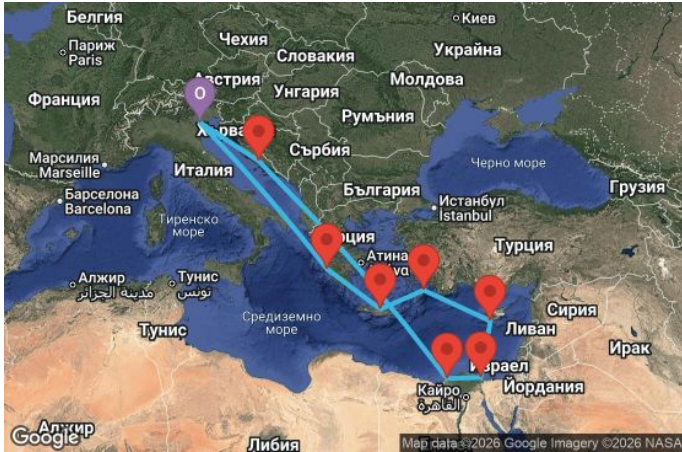 Белгия
Киев
Чехия
Париж
Paris
Украйна
Словакия
Австрия
Молдова
Унгария
Франция
O
Румъния
Хърва
Сърбия
Марсилия
Marseille
Италия
Черно море
Грузия
България
Барселона
Barcelona
Истанбул
Istanbul
Тиренско
море
Атина
Турция
Алжир
مدينة الجزائر
Тунис
تونس
Сирия
Средиземно
море
Ливан
Тунис
Ирак
Израел
Йордания
Кайро
القاهرة
Алжир
Либия
Google
Map data ©2026 Google Imagery ©2026 NASA